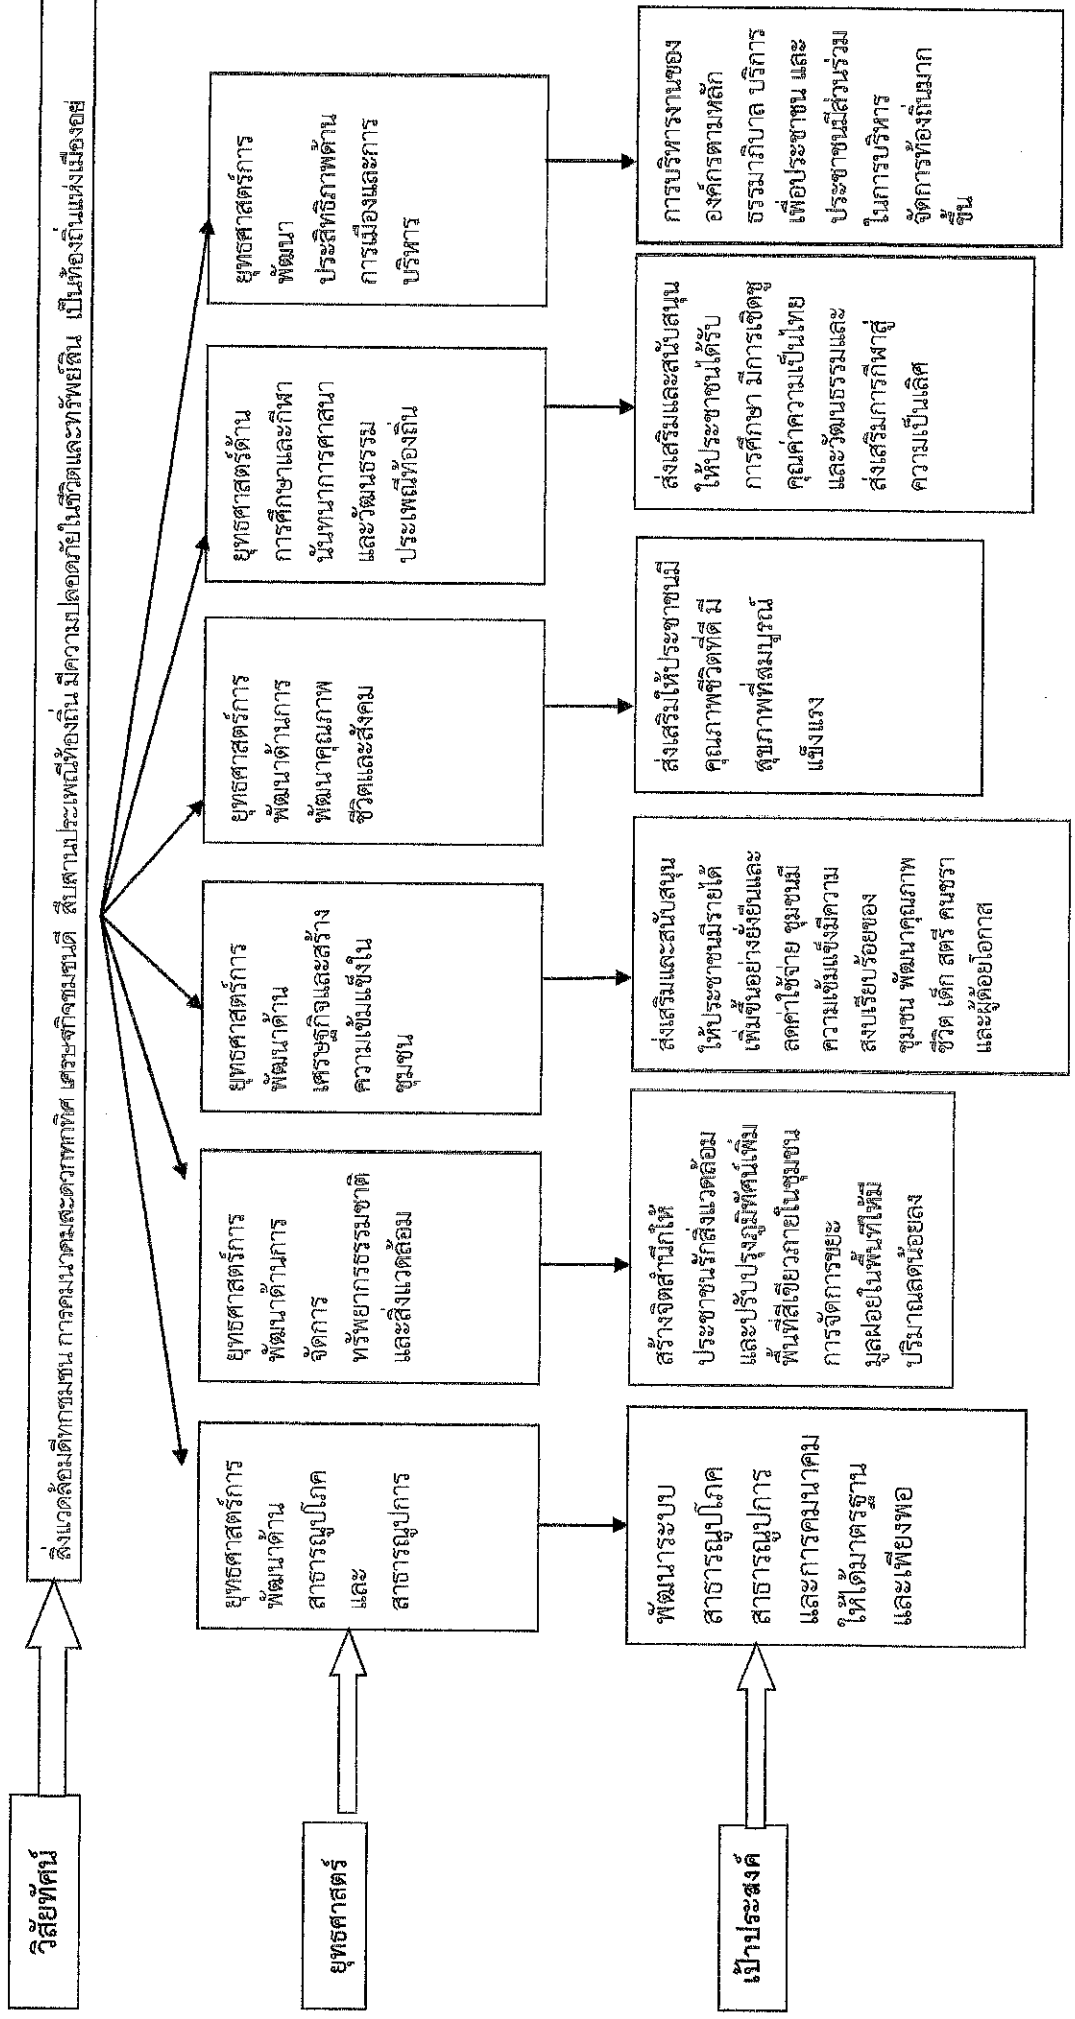 วิสัยทัศน์
สิ่งแวดล้อมดีทุกชุมชน การคมนาคมสะดวกทุกทิศ เศรษฐกิจชุมชนดี สืบสานประเพณีท้องถิ่น มีความปลอดภัยในชีวิตและทรัพย์สิน เป็นท้องถิ่นแห่งเมืองอยู่
ยุทธศาสตร์
ยุทธศาสตร์การ
พัฒนาด้าน
สาธารณูปโภค
และ
สาธารณูปการ
ยุทธศาสตร์การ
พัฒนาด้านการ
จัดการ
ทรัพยากรธรรมชาติ
และสิ่งแวดล้อม
ยุทธศาสตร์การ
พัฒนาด้าน
เศรษฐกิจและสร้าง
ความเข้มแข็งใน
ชุมชน
ยุทธศาสตร์การ
พัฒนาด้านการ
พัฒนาคุณภาพ
ชีวิตและสังคม
ยุทธศาสตร์ด้าน
การศึกษาและกีฬา
นันทนาการศาสนา
และวัฒนธรรม
ประเพณีท้องถิ่น
ยุทธศาสตร์การ
พัฒนา
ประสิทธิภาพด้าน
การเมืองและการ
บริหาร
เป้าประสงค์
พัฒนาระบบ
สาธารณูปโภค
สาธารณูปการ
และการคมนาคม
ให้ได้มาตรฐาน
และเพียงพอ
สร้างจิตสำนึกให้
ประชาชนรักสิ่งแวดล้อม
และปรับปรุงภูมิทัศน์เพิ่ม
พื้นที่สีเขียวภายในชุมชน
การจัดการขยะ
มูลฝอยในพื้นที่ให้มี
ปริมาณลดน้อยลง
ส่งเสริมและสนับสนุน
ให้ประชาชนมีรายได้
เพิ่มขึ้นอย่างยั่งยืนและ
ลดค่าใช้จ่าย ชุมชนมี
ความเข้มแข็งมีความ
สงบเรียบร้อยของ
ชุมชน พัฒนาคุณภาพ
ชีวิต เด็ก สตรี คนชรา
และผู้ด้อยโอกาส
ส่งเสริมให้ประชาชนมี
คุณภาพชีวิตที่ดี มี
สุขภาพที่สมบูรณ์
แข็งแรง
ส่งเสริมและสนับสนุน
ให้ประชาชนได้รับ
การศึกษา มีการเชิดชู
คุณค่าความเป็นไทย
และวัฒนธรรมและ
ส่งเสริมการกีฬาสู่
ความเป็นเลิศ
การบริหารงานของ
องค์กรตามหลัก
ธรรมาภิบาล บริการ
เพื่อประชาชน และ
ประชาชนมีส่วนร่วม
ในการบริหาร
จัดการท้องถิ่นมาก
ขึ้น